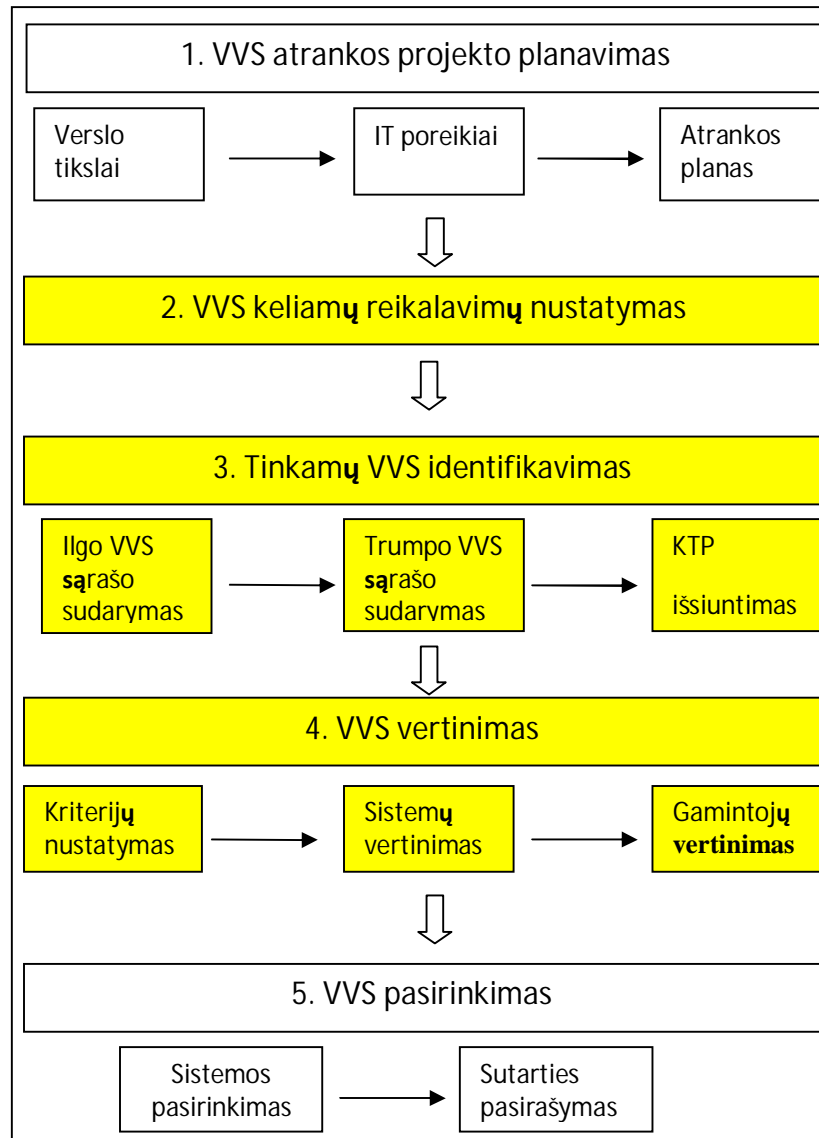 1. VVS atrankos projekto planavimas
Verslo
tikslai
IT poreikiai
Atrankos
planas
2. VVS keliamų reikalavimų nustatymas
3. Tinkamų VVS identifikavimas
Ilgo VVS
sąrašo
sudarymas
Trumpo VVS
sąrašo
sudarymas
KTP
išsiuntimas
4. VVS vertinimas
Kriterijų
nustatymas
Sistemų
vertinimas
Gamintojų
vertinimas
5. VVS pasirinkimas
Sistemos
pasirinkimas
Sutarties
pasirašymas